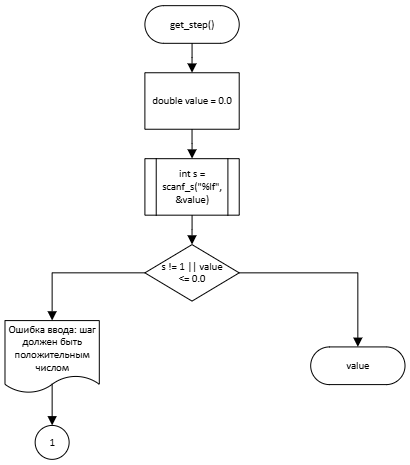 get_step()
double value = 0.0
int s =
scanf_s("%lf",
&value)
s != 1 || value
<= 0.0
Ошибка ввода: шаг
должен быть
положительным
числом
value
1